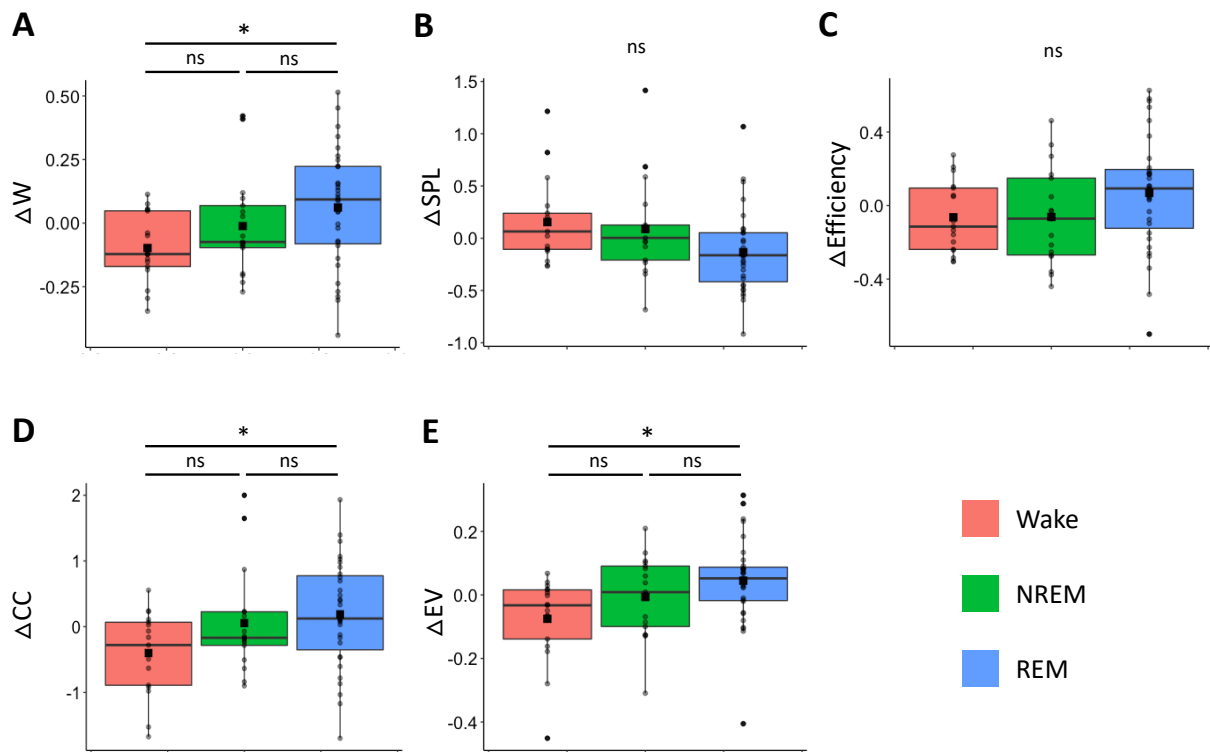 A
*
ns
ns
ΔW
0.50
0.25
0.00
-0.25
B
ns
ΔSPL
1.5
1.0
0.5
0.0
-0.5
-1.0
C
ns
ΔEfficiency
0.4
0.0
-0.4
D
*
ns
ns
ΔCC
2
1
0
-1
E
*
ns
ns
ΔEV
0.2
0.0
-0.2
-0.4
Wake
NREM
REM